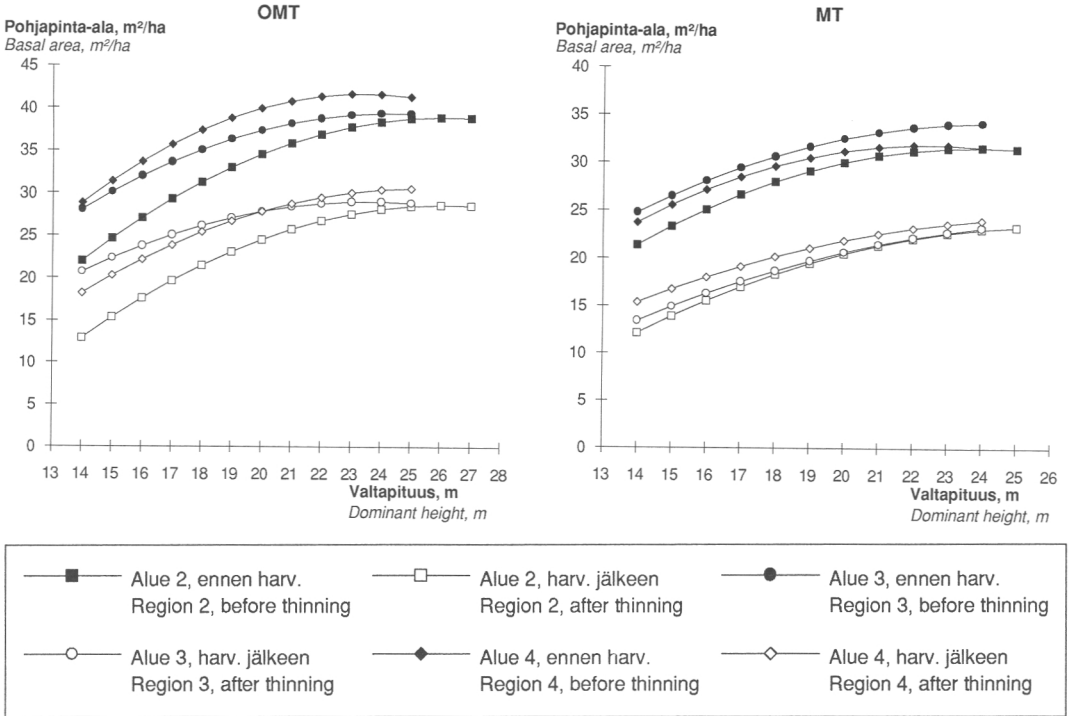 OMT
Pohjapinta-ala, m²/ha
Basal area, m²/ha
45
40
35
30
25
20
15
10
5
0
13 14 15 16 17 18 19 20 21 22 23 24 25 26 27 28
Valtapituus, m
Dominant height, m
MT
Pohjapinta-ala, m²/ha
Basal area, m²/ha
40
35
30
25
20
15
10
5
0
13 14 15 16 17 18 19 20 21 22 23 24 25 26
Valtapituus, m
Dominant height, m
Alue 2, ennen harv.
Region 2, before thinning
Alue 2, harv. jälkeen
Region 2, after thinning
Alue 3, ennen harv.
Region 3, before thinning
Alue 3, harv. jälkeen
Region 3, after thinning
Alue 4, ennen harv.
Region 4, before thinning
Alue 4, harv. jälkeen
Region 4, after thinning